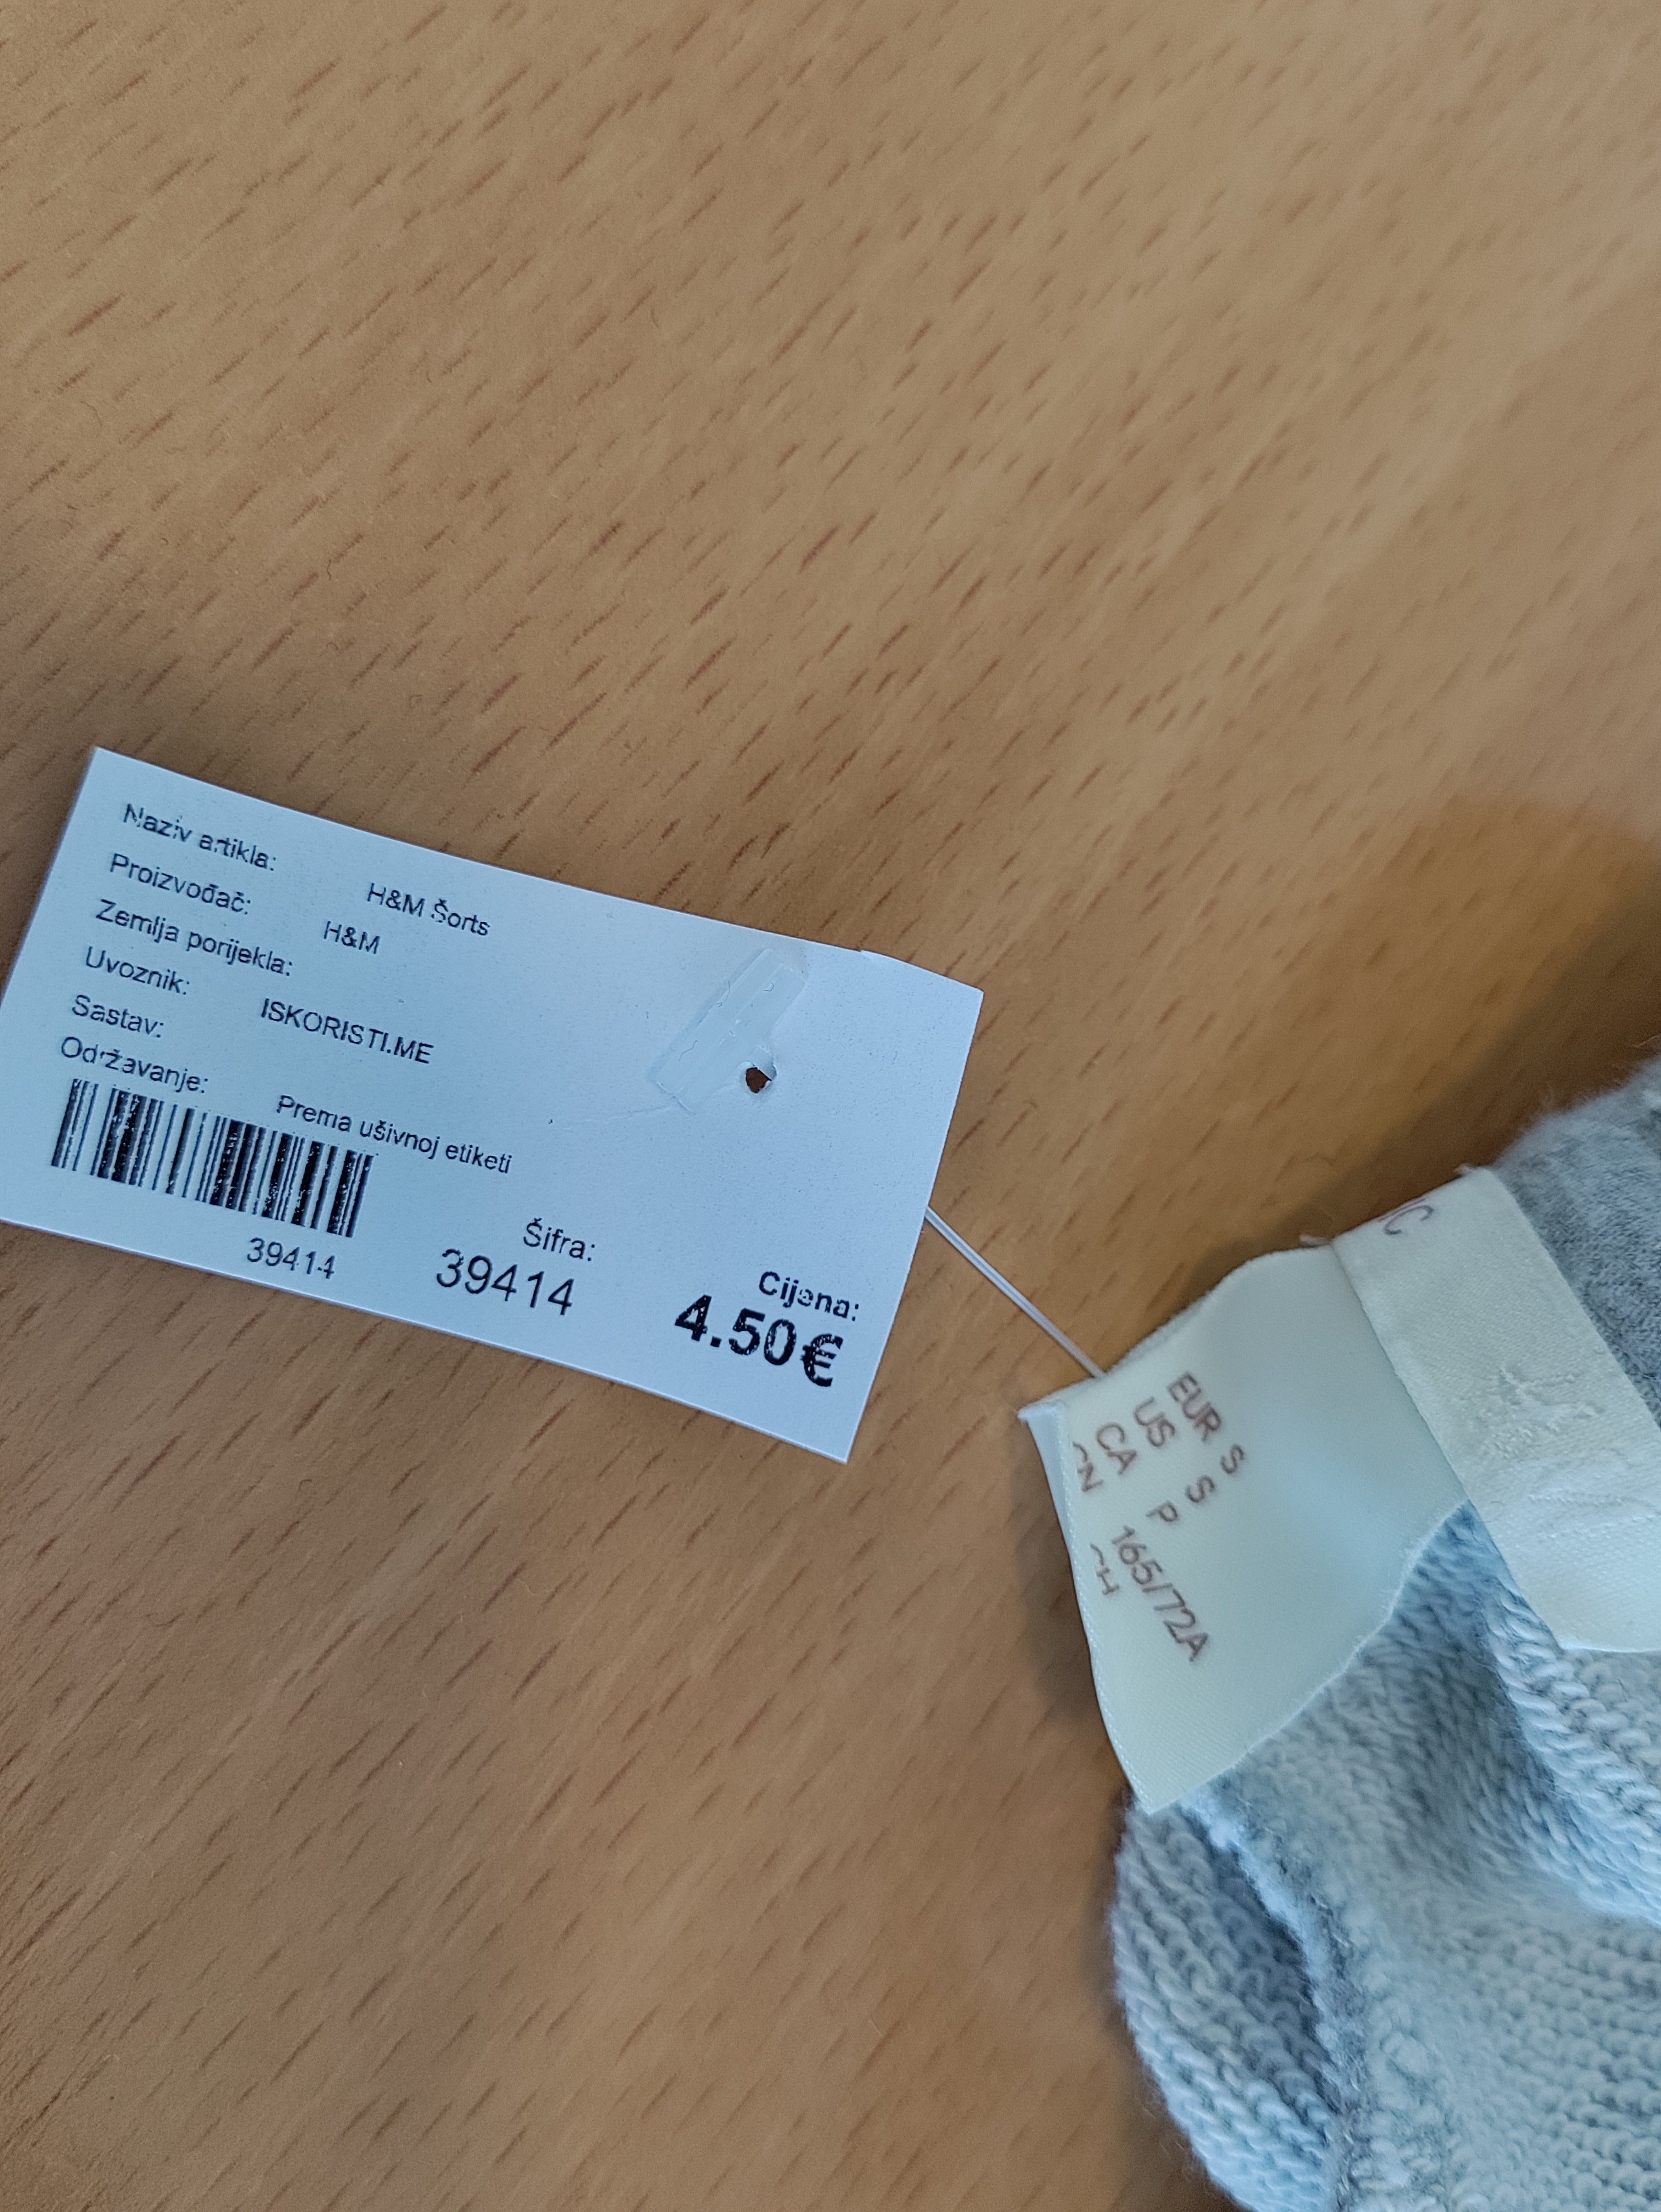 Naziv artikla: H&M Šorts
Proizvođač: H&M
Zemlja porijekla:
Uvoznik: ISKORISTI.ME
Sastav:
Održavanje: Prema ušivnoj etiketi
39414
Šifra:
39414
Cijena:
4.50€
EUR S
US S
CA P
CN 165/72A